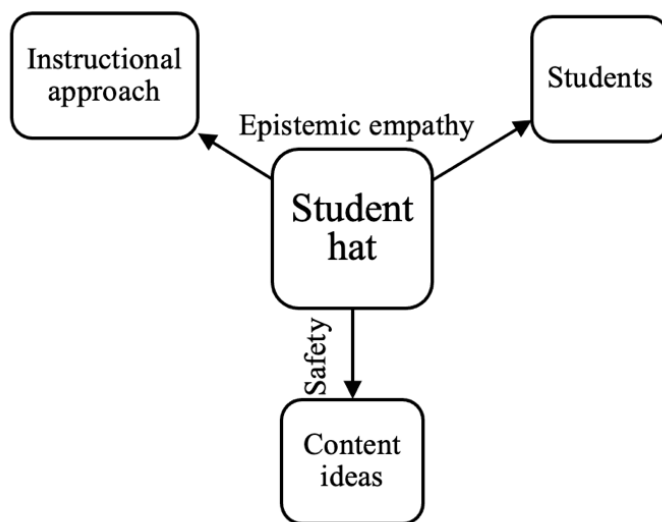 Instructional
approach
Students
Epistemic empathy
Student
hat
Safety
Content
ideas